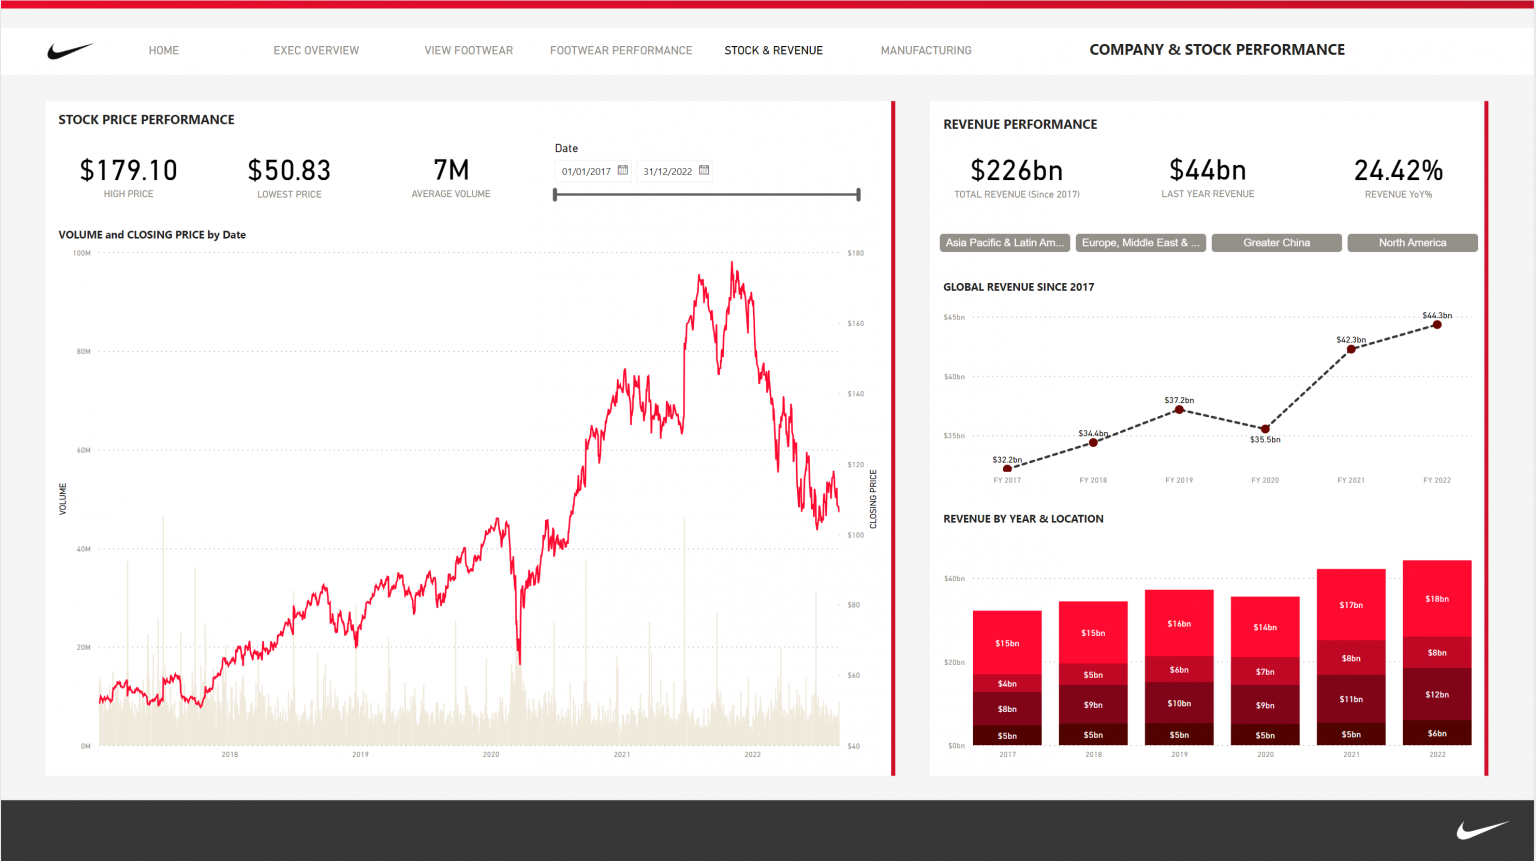 HOME EXEC OVERVIEW VIEW FOOTWEAR FOOTWEAR PERFORMANCE STOCK & REVENUE MANUFACTURING COMPANY & STOCK PERFORMANCE
STOCK PRICE PERFORMANCE
$179.10 $50.83 7M
HIGH PRICE LOWEST PRICE AVERAGE VOLUME
Date
01/01/2017 31/12/2022
VOLUME and CLOSING PRICE by Date
100M
80M
60M
40M
20M
0M
VOLUME
$180
$160
$140
$120
$100
$80
$60
$40
CLOSING PRICE
2018 2019 2020 2021 2022
REVENUE PERFORMANCE
$226bn $44bn 24.42%
TOTAL REVENUE (Since 2017) LAST YEAR REVENUE REVENUE YoY%
Asia Pacific & Latin Am... Europe, Middle East & ... Greater China North America
GLOBAL REVENUE SINCE 2017
$45bn
$40bn
$35bn
$32.2bn $34.4bn $37.2bn $35.5bn $42.3bn $44.3bn
FY 2017 FY 2018 FY 2019 FY 2020 FY 2021 FY 2022
REVENUE BY YEAR & LOCATION
$40bn
$20bn
$0bn
$15bn $15bn $16bn $14bn $17bn $18bn
$4bn $5bn $6bn $7bn $8bn $8bn
$8bn $9bn $10bn $9bn $11bn $12bn
$5bn $5bn $5bn $5bn $5bn $6bn
2017 2018 2019 2020 2021 2022